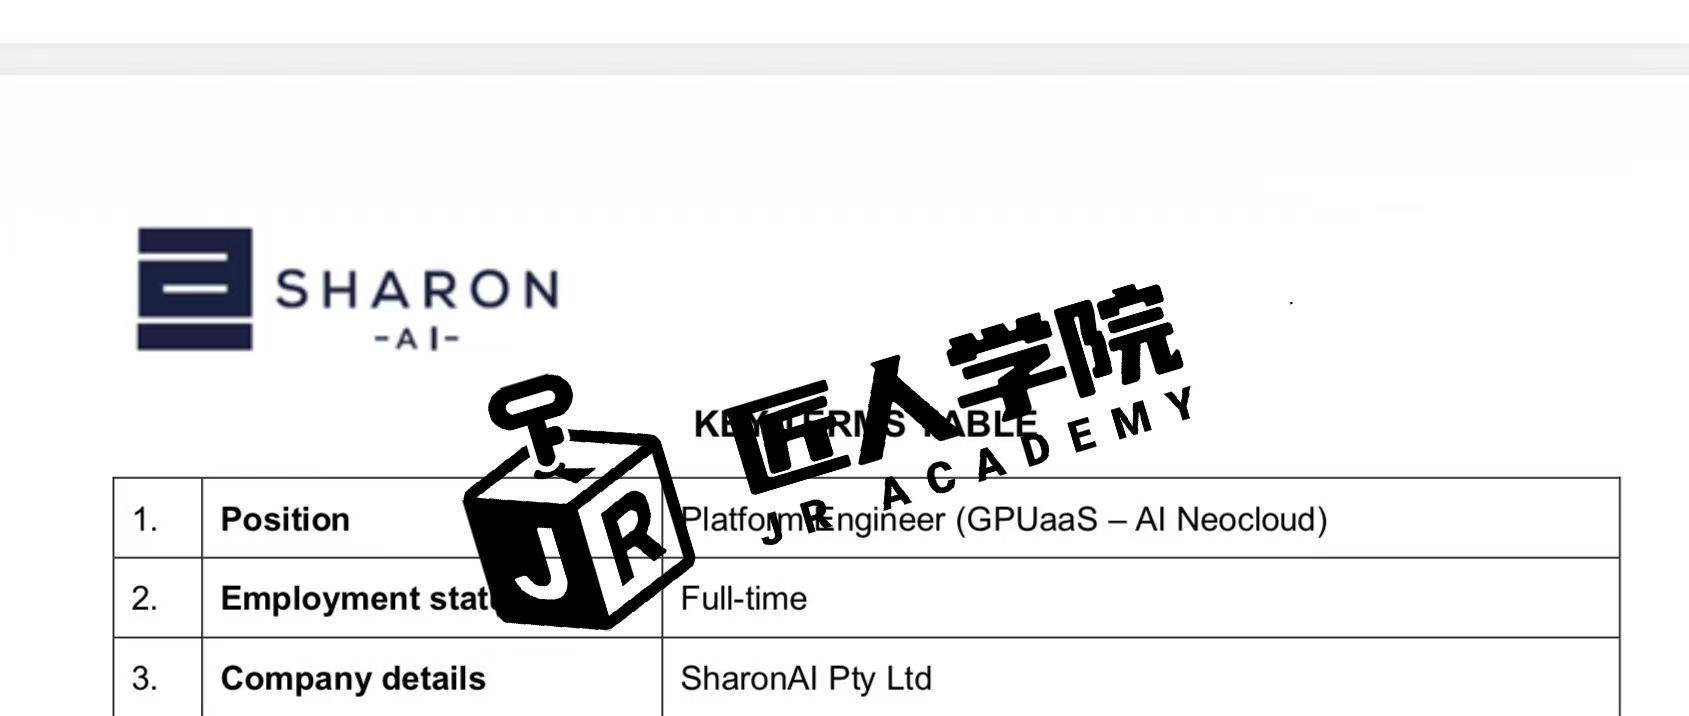 SHARON
-AI-
匠人学院
JR ACADEMY
JR
KEY TERMS TABLE
1. Position Platform Engineer (GPUaaS – AI Neocloud)
2. Employment Full-time
3. Company details SharonAI Pty Ltd